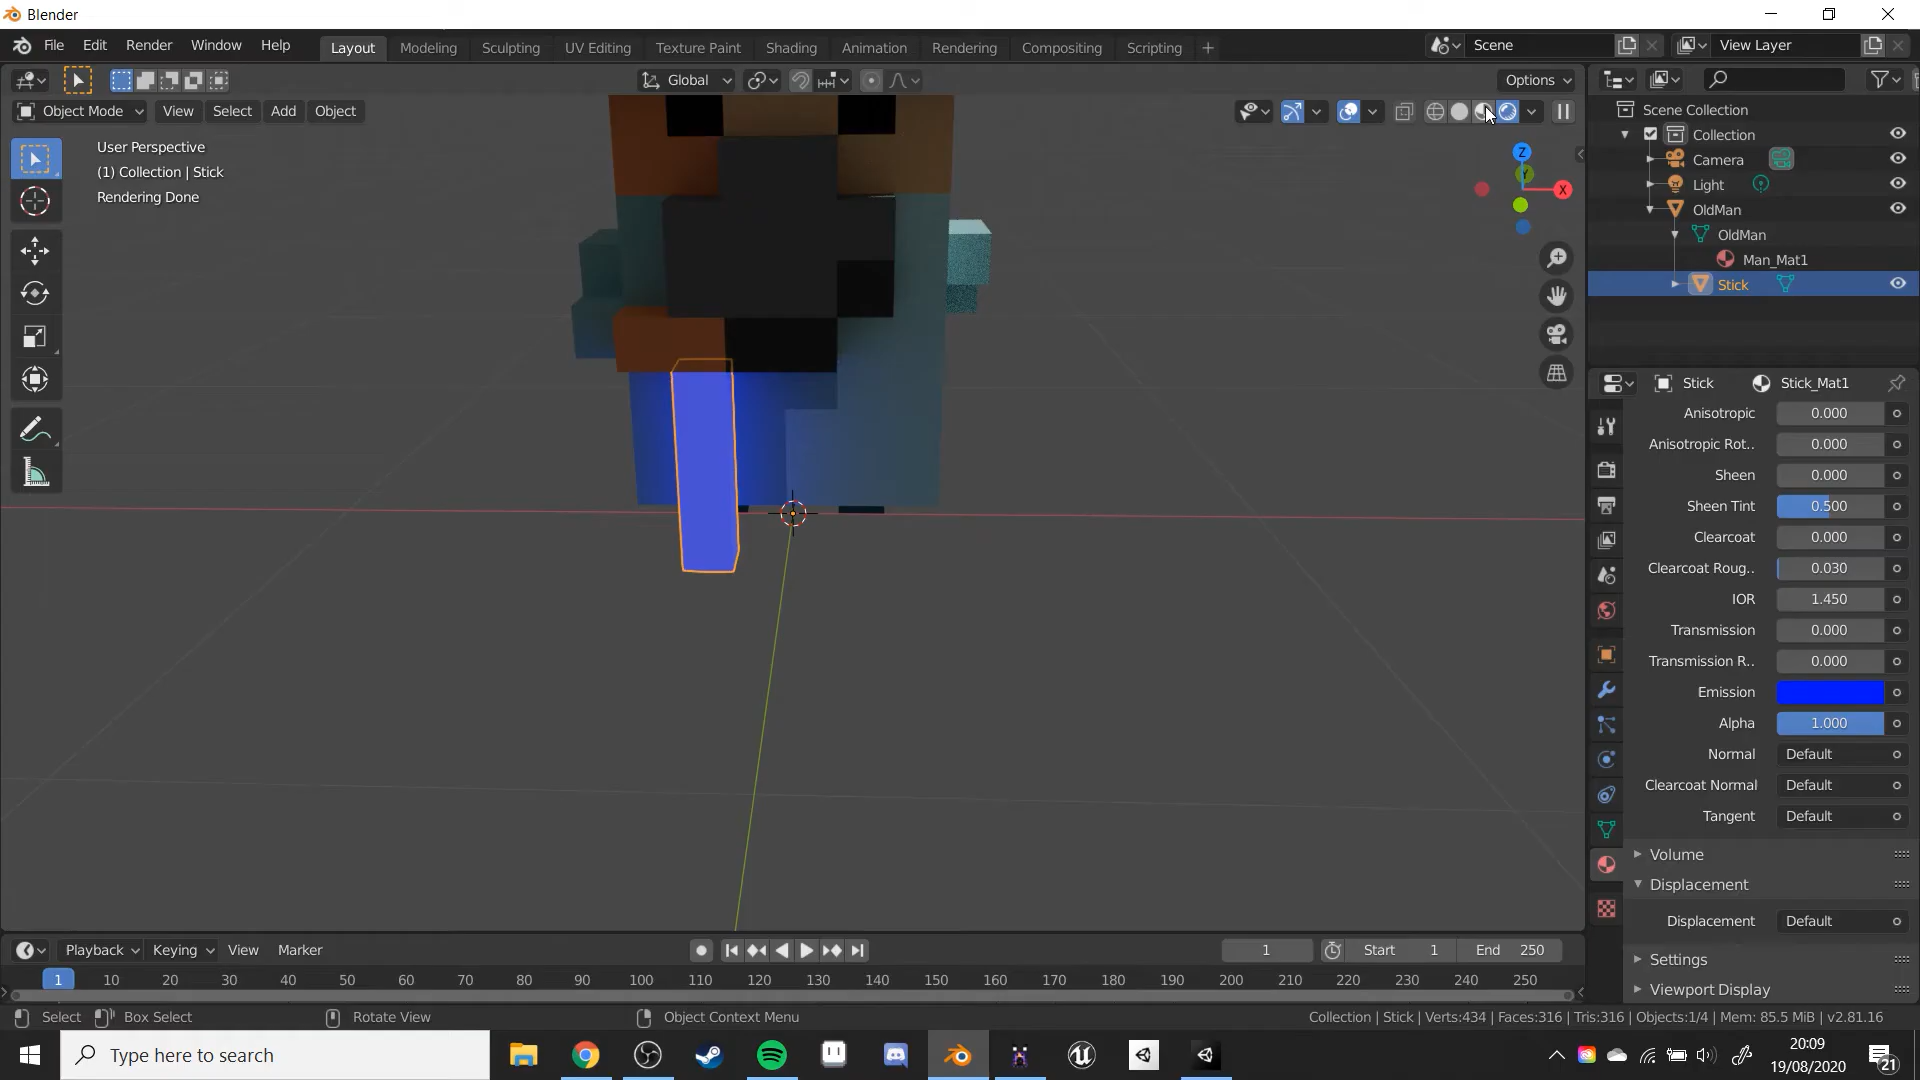 Blender
File Edit Render Window Help Layout Modeling Sculpting UV Editing Texture Paint Shading Animation Rendering Compositing Scripting + Scene View Layer
Global Options
Object Mode View Select Add Object
User Perspective
(1) Collection | Stick
Rendering Done
Z
Y
X
Scene Collection
Collection
Camera
Light
OldMan
OldMan
Man_Mat1
Stick
Stick Stick_Mat1
Anisotropic 0.000
Anisotropic Rot.. 0.000
Sheen 0.000
Sheen Tint 0.500
Clearcoat 0.000
Clearcoat Roug.. 0.030
IOR 1.450
Transmission 0.000
Transmission R.. 0.000
Emission
Alpha 1.000
Normal Default
Clearcoat Normal Default
Tangent Default
Volume
Displacement
Displacement Default
Settings
Viewport Display
Playback Keying View Marker 1 Start 1 End 250
1 10 20 30 40 50 60 70 80 90 100 110 120 130 140 150 160 170 180 190 200 210 220 230 240 250
Select Box Select Rotate View Object Context Menu Collection | Stick | Verts:434 | Faces:316 | Tris:316 | Objects:1/4 | Mem: 85.5 MiB | v2.81.16
Type here to search
20:09
19/08/2020
21